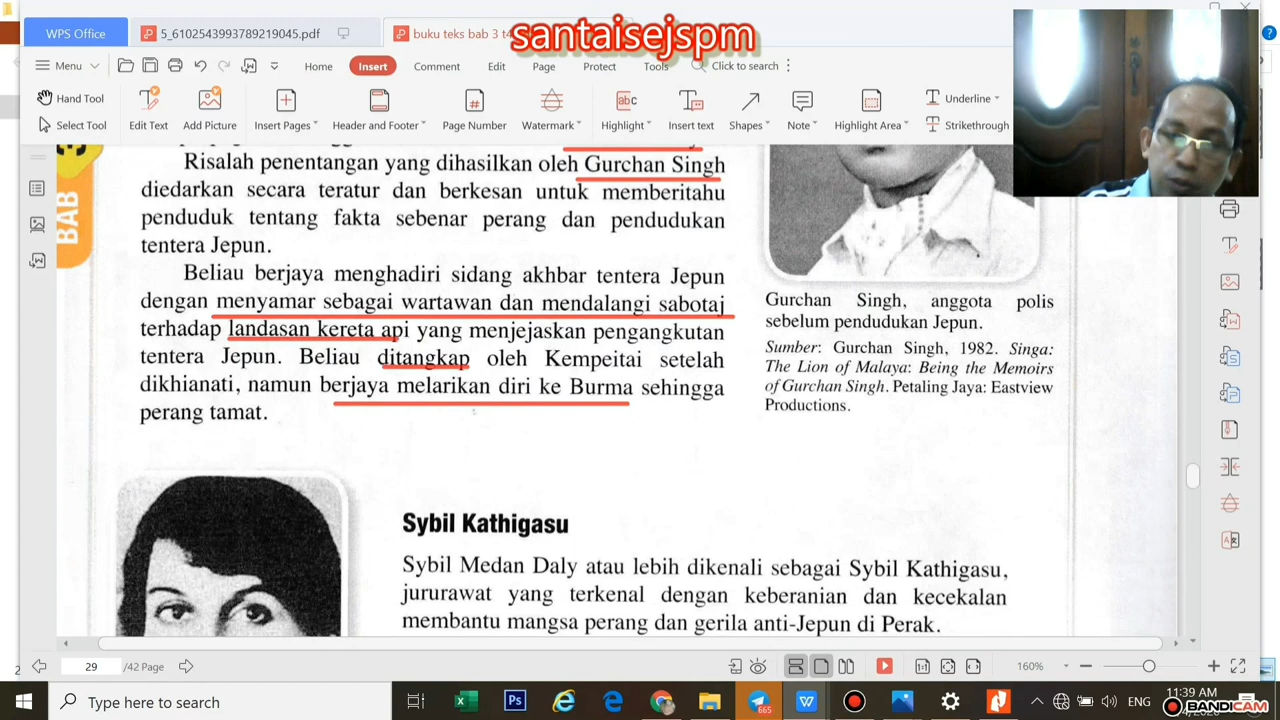 santaisejspm
WPS Office
5_6102543993789219045.pdf
buku teks bab 3 t4
Menu
Home
Insert
Comment
Edit
Page
Protect
Tools
Click to search
Hand Tool
Select Tool
Edit Text
Add Picture
Insert Pages
Header and Footer
Page Number
Watermark
Highlight
Insert text
Shapes
Note
Highlight Area
Underline
Strikethrough
BAB
Risalah penentangan yang dihasilkan oleh Gurchan Singh
diedarkan secara teratur dan berkesan untuk memberitahu
penduduk tentang fakta sebenar perang dan pendudukan
tentera Jepun.
Beliau berjaya menghadiri sidang akhbar tentera Jepun
dengan menyamar sebagai wartawan dan mendalangi sabotaj
terhadap landasan kereta api yang menjejaskan pengangkutan
tentera Jepun. Beliau ditangkap oleh Kempeitai setelah
dikhianati, namun berjaya melarikan diri ke Burma sehingga
perang tamat.
Gurchan Singh, anggota polis
sebelum pendudukan Jepun.
Sumber: Gurchan Singh, 1982. Singa:
The Lion of Malaya: Being the Memoirs
of Gurchan Singh. Petaling Jaya: Eastview
Productions.
Sybil Kathigasu
Sybil Medan Daly atau lebih dikenali sebagai Sybil Kathigasu,
jururawat yang terkenal dengan keberanian dan kecekalan
membantu mangsa perang dan gerila anti-Jepun di Perak.
29
/42 Page
160%
Type here to search
665
ENG
11:39 AM
BANDICAM